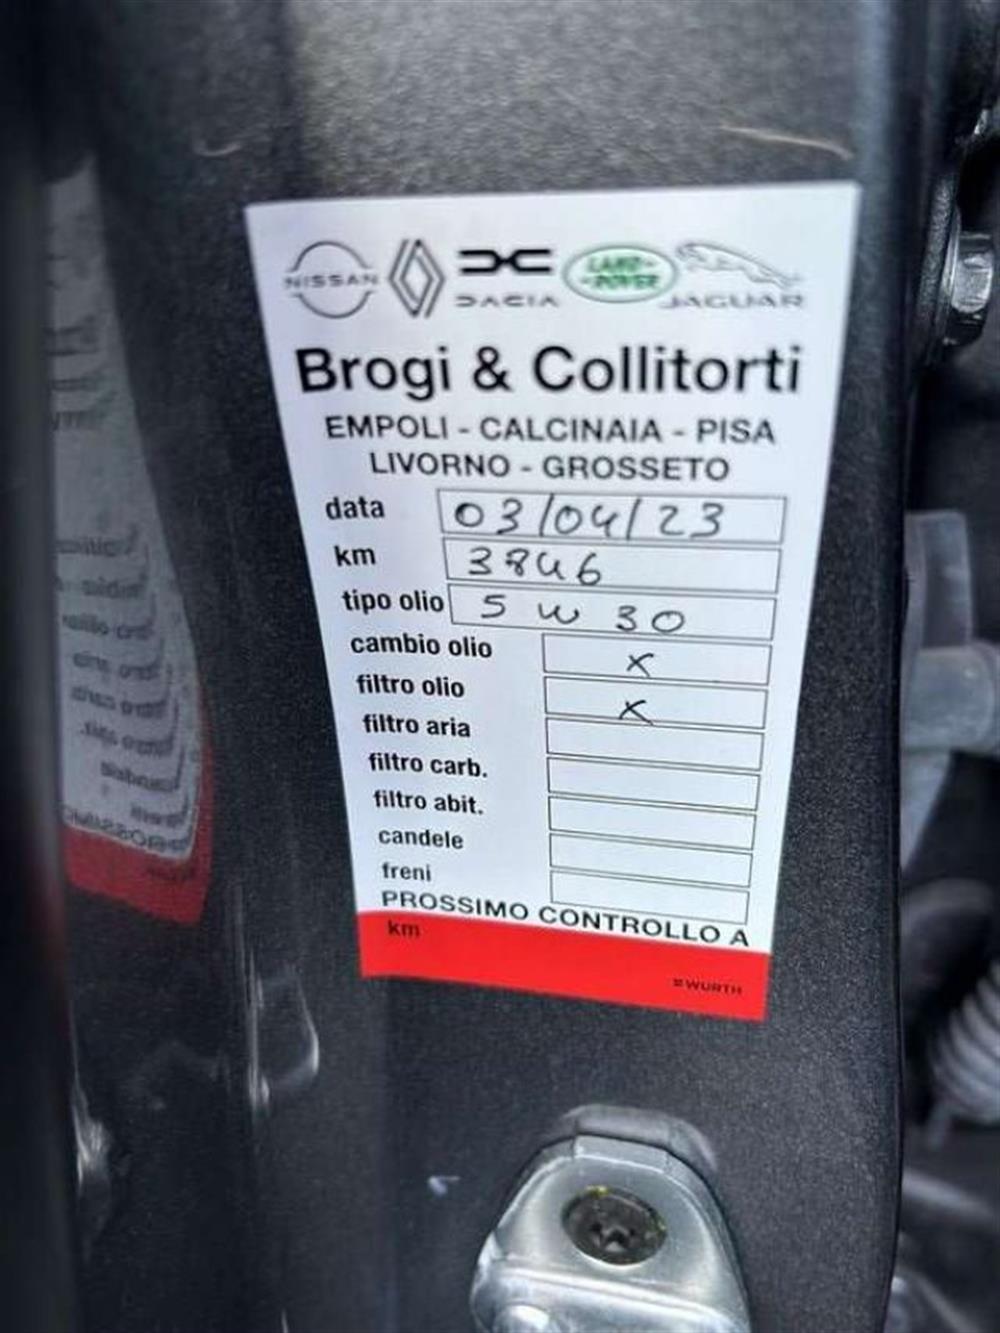 NISSAN DACIA LAND ROVER JAGUAR
Brogi & Collitorti
EMPOLI - CALCINAIA - PISA
LIVORNO - GROSSETO
data 03/04/23
km 3846
tipo olio 5 W 30
cambio olio x
filtro olio x
filtro aria
filtro carb.
filtro abit.
candele
freni
PROSSIMO CONTROLLO A
km
WURTH